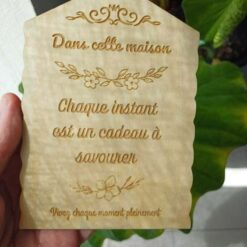 Dans cette maison
Chaque instant
est un cadeau à
savourer
Vivez chaque moment pleinement